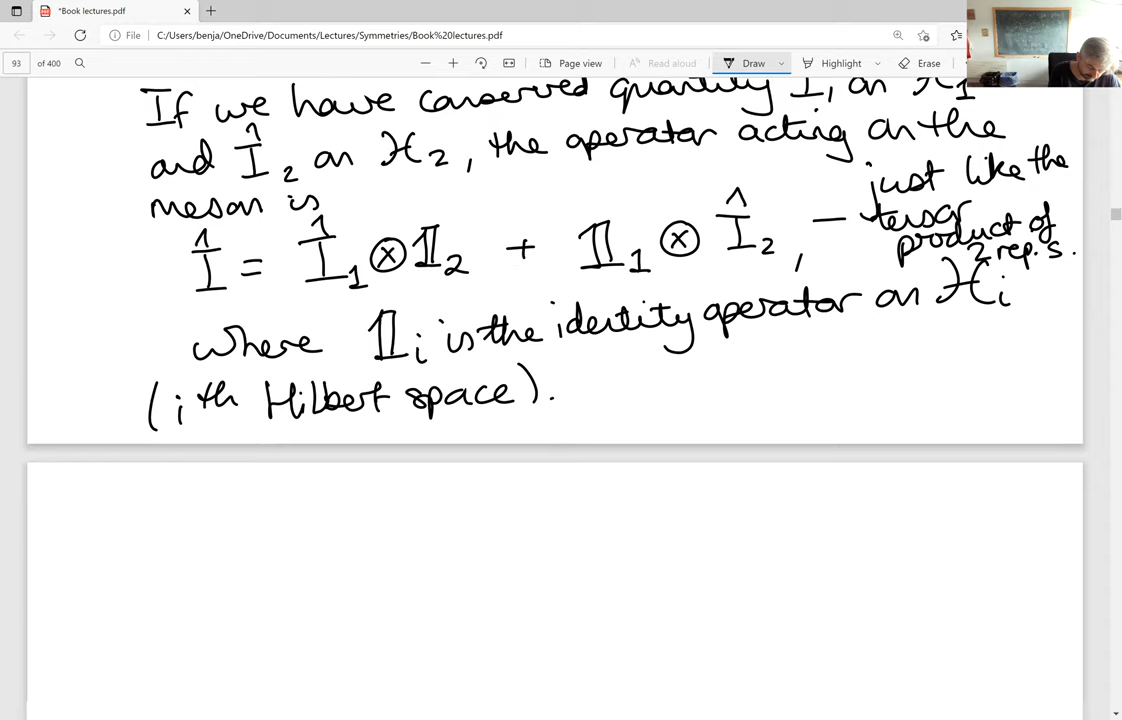 *Book lectures.pdf
File
C:/Users/benja/OneDrive/Documents/Lectures/Symmetries/Book%20lectures.pdf
93 of 400
Page view
Read aloud
Draw
Highlight
Erase
If we have conserved quantity Î₁ on ℋ₁
and Î₂ on ℋ₂, the operator acting on the
meson is
Î = Î₁ ⊗ 𝟙₂ + 𝟙₁ ⊗ Î₂,
— just like the
tensor
product of
2 rep.s.
where 𝟙ᵢ is the identity operator on ℋᵢ
(ith Hilbert space).